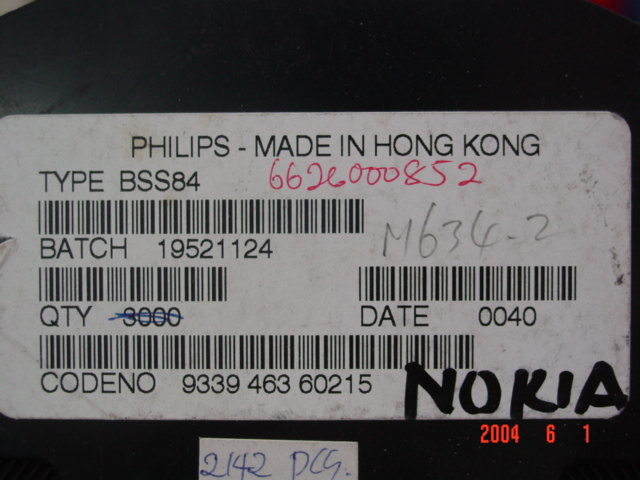 PHILIPS - MADE IN HONG KONG
TYPE BSS84 6626000852
BATCH 19521124 M634-2
QTY 3000 DATE 0040
CODENO 9339 463 60215 NOKIA
2004 6 1
2142 PCS.